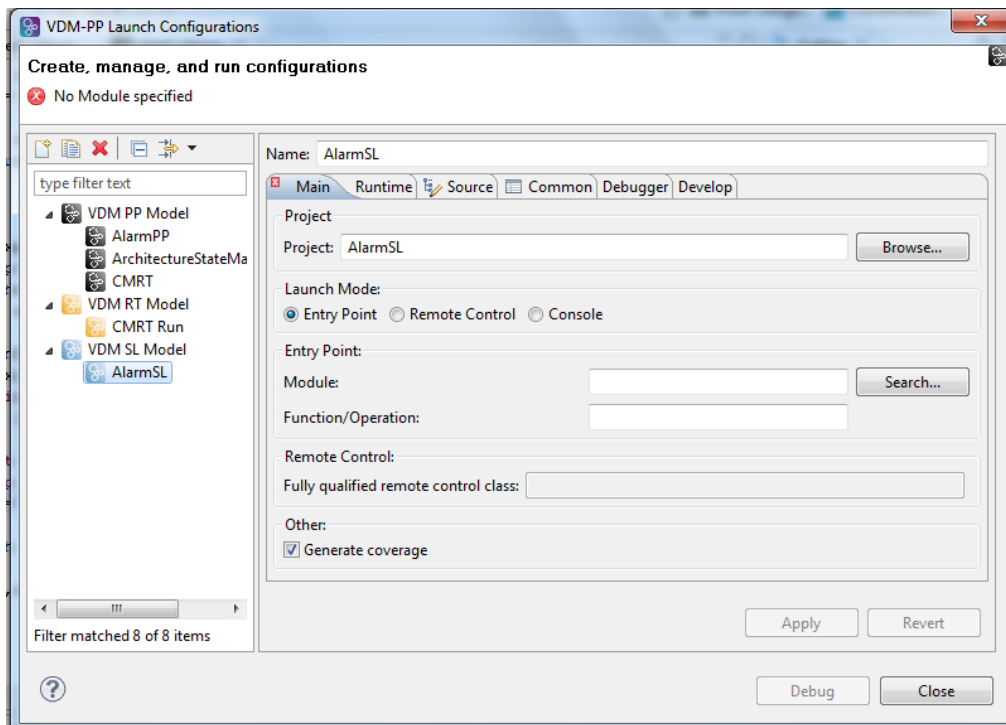 VDM-PP Launch Configurations
Create, manage, and run configurations
No Module specified
type filter text
VDM PP Model
AlarmPP
ArchitectureStateMa
CMRT
VDM RT Model
CMRT Run
VDM SL Model
AlarmSL
Filter matched 8 of 8 items
Name: AlarmSL
Main Runtime Source Common Debugger Develop
Project
Project: AlarmSL Browse...
Launch Mode:
Entry Point Remote Control Console
Entry Point:
Module: Search...
Function/Operation:
Remote Control:
Fully qualified remote control class:
Other:
Generate coverage
Apply Revert
Debug Close